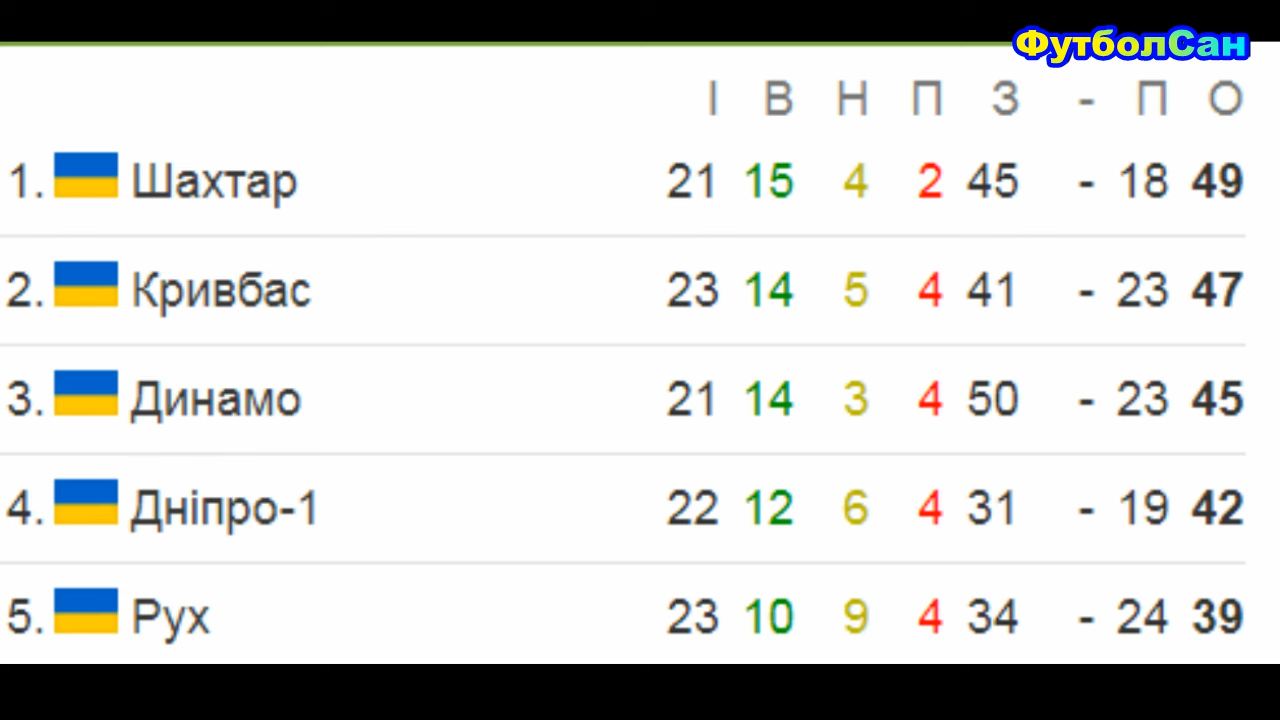 ФутболСан
І В Н П З - П О
1. Шахтар 21 15 4 2 45 - 18 49
2. Кривбас 23 14 5 4 41 - 23 47
3. Динамо 21 14 3 4 50 - 23 45
4. Дніпро-1 22 12 6 4 31 - 19 42
5. Рух 23 10 9 4 34 - 24 39